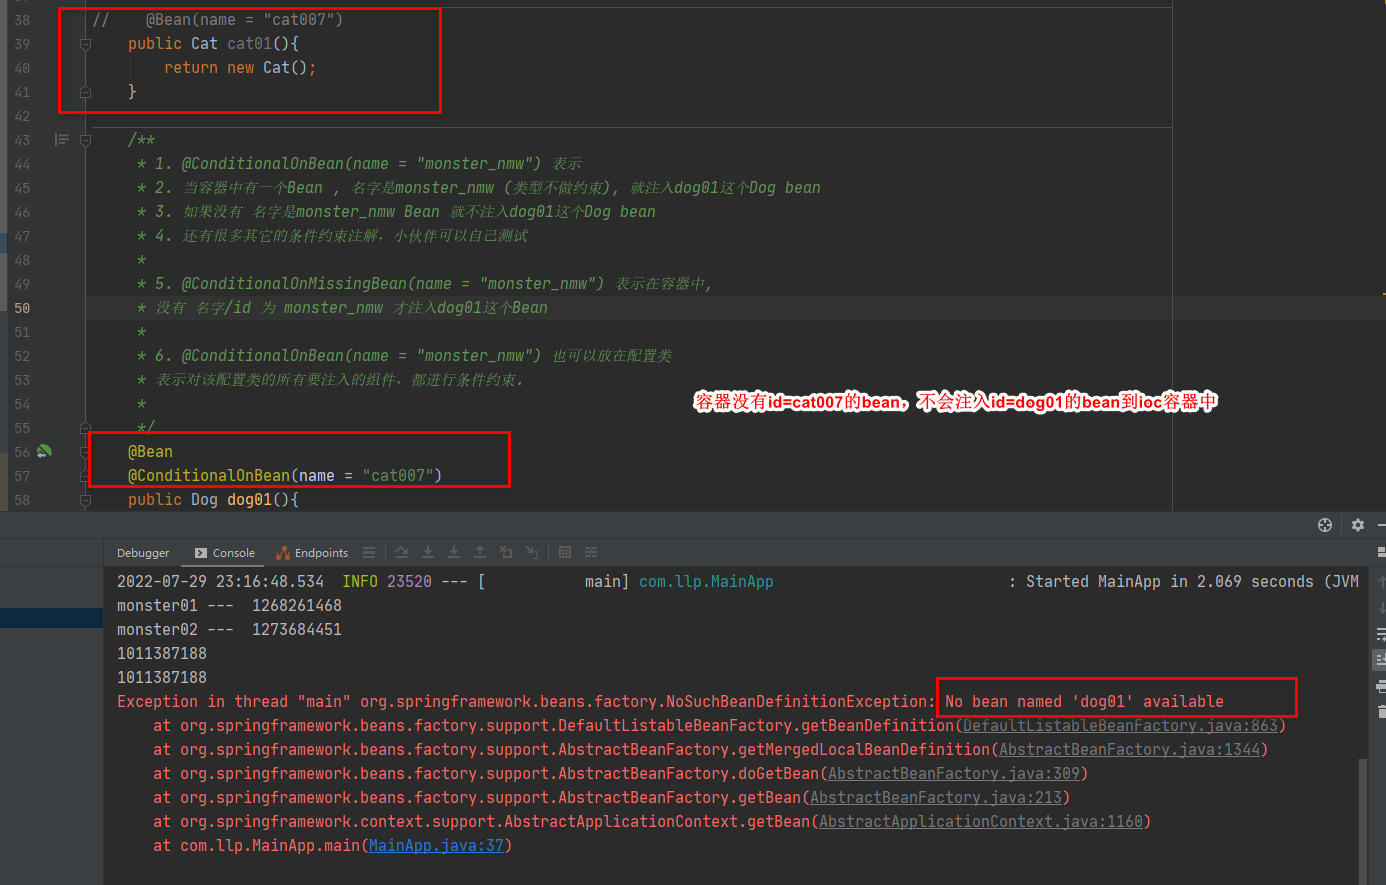 38 //    @Bean(name = "cat007")
39 public Cat cat01(){
40 return new Cat();
41 }
42
43 /**
44 * 1. @ConditionalOnBean(name = "monster_nmw") 表示
45 * 2. 当容器中有一个Bean , 名字是monster_nmw (类型不做约束), 就注入dog01这个Dog bean
46 * 3. 如果没有 名字是monster_nmw Bean 就不注入dog01这个Dog bean
47 * 4. 还有很多其它的条件约束注解，小伙伴可以自己测试
48 *
49 * 5. @ConditionalOnMissingBean(name = "monster_nmw") 表示在容器中,
50 * 没有 名字/id 为 monster_nmw 才注入dog01这个Bean
51 *
52 * 6. @ConditionalOnBean(name = "monster_nmw") 也可以放在配置类
53 * 表示对该配置类的所有要注入的组件，都进行条件约束.
容器没有id=cat007的bean，不会注入id=dog01的bean到ioc容器中
54 *
55 */
56 @Bean
57 @ConditionalOnBean(name = "cat007")
58 public Dog dog01(){
Debugger Console Endpoints
2022-07-29 23:16:48.534  INFO 23520 --- [           main] com.llp.MainApp                          : Started MainApp in 2.069 seconds (JVM
monster01 ---  1268261468
monster02 ---  1273684451
1011387188
1011387188
Exception in thread "main" org.springframework.beans.factory.NoSuchBeanDefinitionException: No bean named 'dog01' available
at org.springframework.beans.factory.support.DefaultListableBeanFactory.getBeanDefinition(DefaultListableBeanFactory.java:863)
at org.springframework.beans.factory.support.AbstractBeanFactory.getMergedLocalBeanDefinition(AbstractBeanFactory.java:1344)
at org.springframework.beans.factory.support.AbstractBeanFactory.doGetBean(AbstractBeanFactory.java:309)
at org.springframework.beans.factory.support.AbstractBeanFactory.getBean(AbstractBeanFactory.java:213)
at org.springframework.context.support.AbstractApplicationContext.getBean(AbstractApplicationContext.java:1160)
at com.llp.MainApp.main(MainApp.java:37)